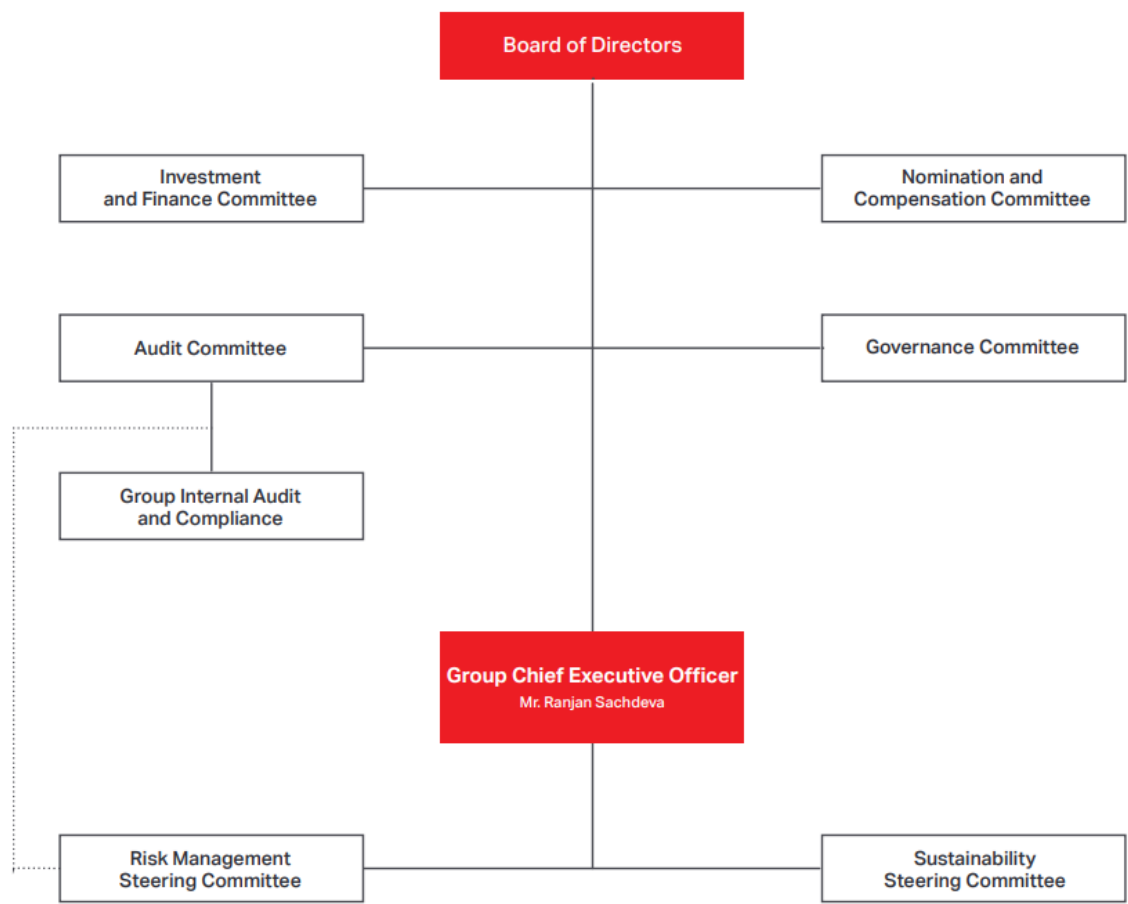 Board of Directors
Investment
and Finance Committee
Nomination and
Compensation Committee
Audit Committee
Governance Committee
Group Internal Audit
and Compliance
Group Chief Executive Officer
Mr. Ranjan Sachdeva
Risk Management
Steering Committee
Sustainability
Steering Committee